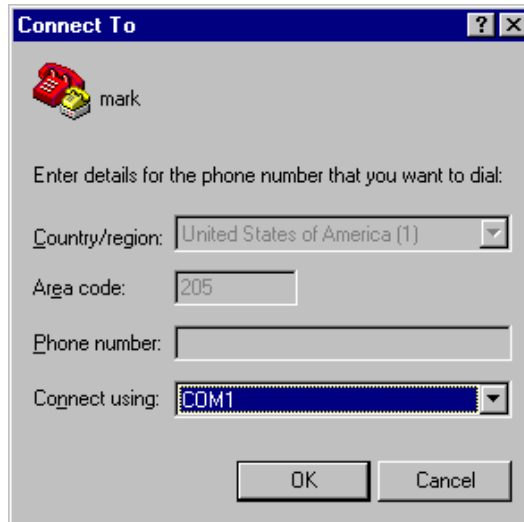 Connect To
mark
Enter details for the phone number that you want to dial:
Country/region: United States of America (1)
Area code: 205
Phone number:
Connect using: COM1
OK Cancel